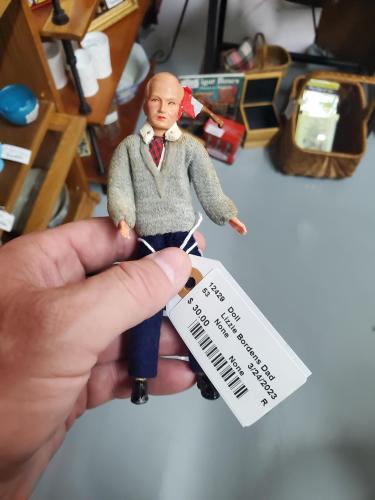 12429 Doll
53 Lizzie Bordens Dad
$ 30.00 None
None 3/24/2023
R